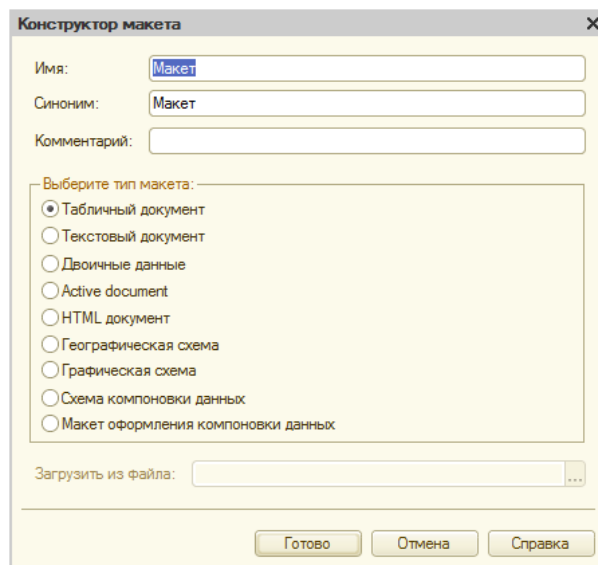 Конструктор макета
Имя: Макет
Синоним: Макет
Комментарий:
Выберите тип макета:
Табличный документ
Текстовый документ
Двоичные данные
Active document
HTML документ
Географическая схема
Графическая схема
Схема компоновки данных
Макет оформления компоновки данных
Загрузить из файла: ...
Готово Отмена Справка